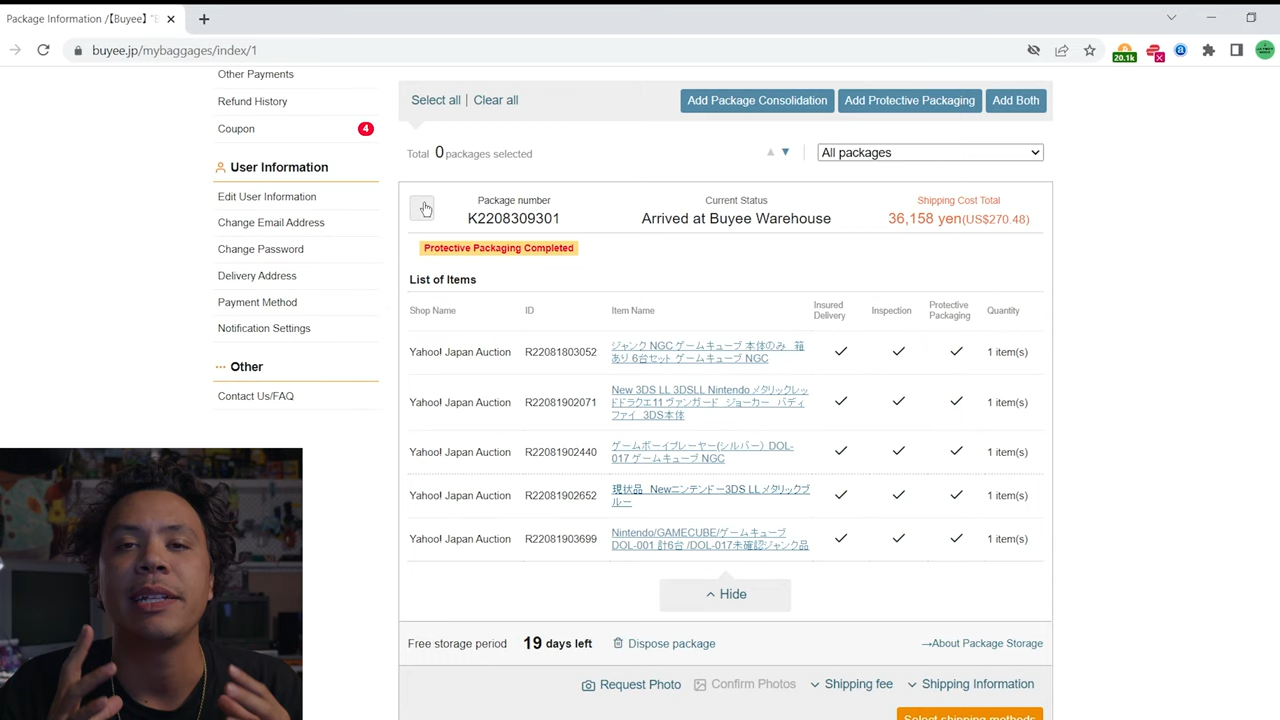 Package Information /【Buyee】 "B
buyee.jp/mybaggages/index/1
20.1k
Other Payments
Refund History
Coupon 4
User Information
Edit User Information
Change Email Address
Change Password
Delivery Address
Payment Method
Notification Settings
Other
Contact Us/FAQ
Select all | Clear all
Add Package Consolidation
Add Protective Packaging
Add Both
Total 0 packages selected
All packages
Package number
K2208309301
Current Status
Arrived at Buyee Warehouse
Shipping Cost Total
36,158 yen(US$270.48)
Protective Packaging Completed
List of Items
Shop Name ID Item Name Insured Delivery Inspection Protective Packaging Quantity
Yahoo! Japan Auction R22081803052 ジャンク NGC ゲームキューブ 本体のみ 箱
あり 6台セット ゲームキューブ NGC
1 item(s)
Yahoo! Japan Auction R22081902071 New 3DS LL 3DSLL Nintendo メタリックレッ
ドドラクエ11 ヴァンガード ジョーカー バディ
ファイ 3DS本体
1 item(s)
Yahoo! Japan Auction R22081902440 ゲームボーイプレーヤー(シルバー) DOL-
017 ゲームキューブ NGC
1 item(s)
Yahoo! Japan Auction R22081902652 現状品 Newニンテンドー3DS LL メタリックブ
ルー
1 item(s)
Yahoo! Japan Auction R22081903699 Nintendo/GAMECUBE/ゲームキューブ
DOL-001 計6台 /DOL-017未確認ジャンク品
1 item(s)
Hide
Free storage period 19 days left
Dispose package
→About Package Storage
Request Photo
Confirm Photos
Shipping fee
Shipping Information
Select shipping methods